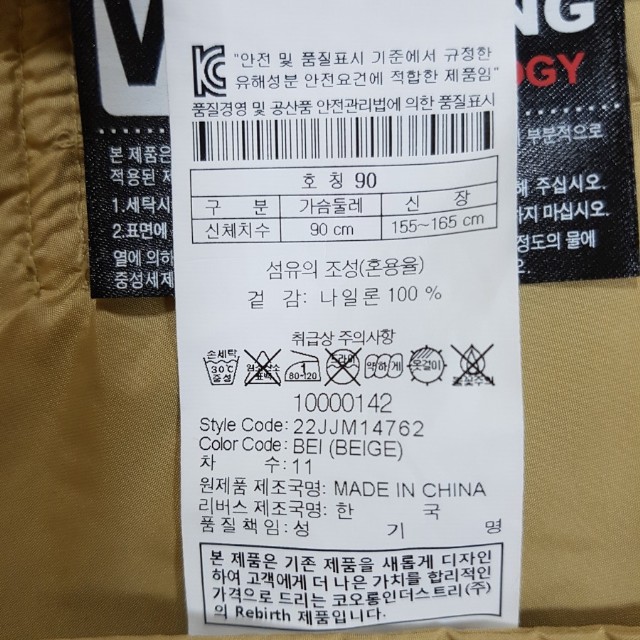 NG
OGY
"안전 및 품질표시 기준에서 규정한
유해성분 안전요건에 적합한 제품임"
품질경영 및 공산품 안전관리법에 의한 품질표시
부분적으로
본 제품은
적용된 제
해 주십시오.
1.세탁시
가지 마십시오.
2.표면에
정도의 물에
열에 의하
중성세제
호 칭 90
구 분 가슴둘레 신 장
신체치수 90 cm 155~165 cm
섬유의 조성(혼용율)
겉 감: 나일론 100 %
취급상 주의사항
손세탁 30℃ 중성
1 80-120
드라이
약하게
옷걸이
10000142
Style Code: 22JJM14762
Color Code: BEI (BEIGE)
차 수: 11
원제품 제조국명: MADE IN CHINA
리버스 제조국명: 한 국
품 질 책 임: 성 기 명
본 제품은 기존 제품을 새롭게 디자인
하여 고객에게 더 나은 가치를 합리적인
가격으로 드리는 코오롱인더스트리(주)
의 Rebirth 제품입니다.